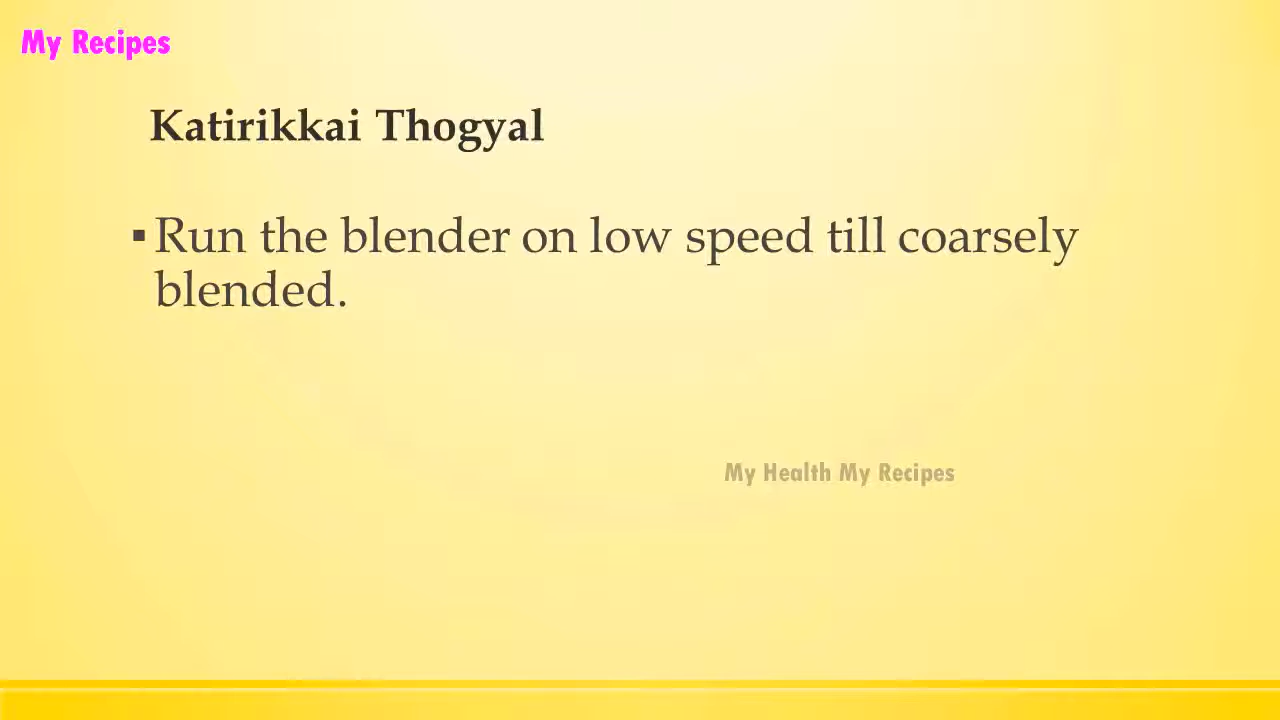 My Recipes
Katirikkai Thogyal
▪ Run the blender on low speed till coarsely
blended.
My Health My Recipes